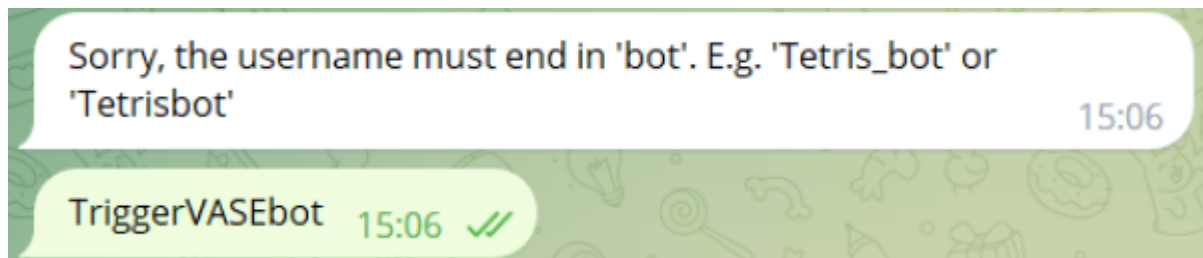 Sorry, the username must end in 'bot'. E.g. 'Tetris_bot' or
'Tetrisbot'
15:06
TriggerVASEbot 15:06